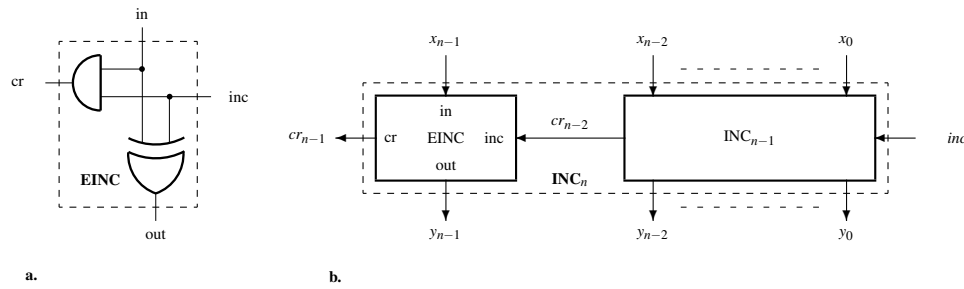 in
cr
inc
EINC
out
a.
x_{n-1} x_{n-2} x_0
in
cr_{n-1} cr EINC inc cr_{n-2} INC_{n-1} inc
out
INC_n
y_{n-1} y_{n-2} y_0
b.